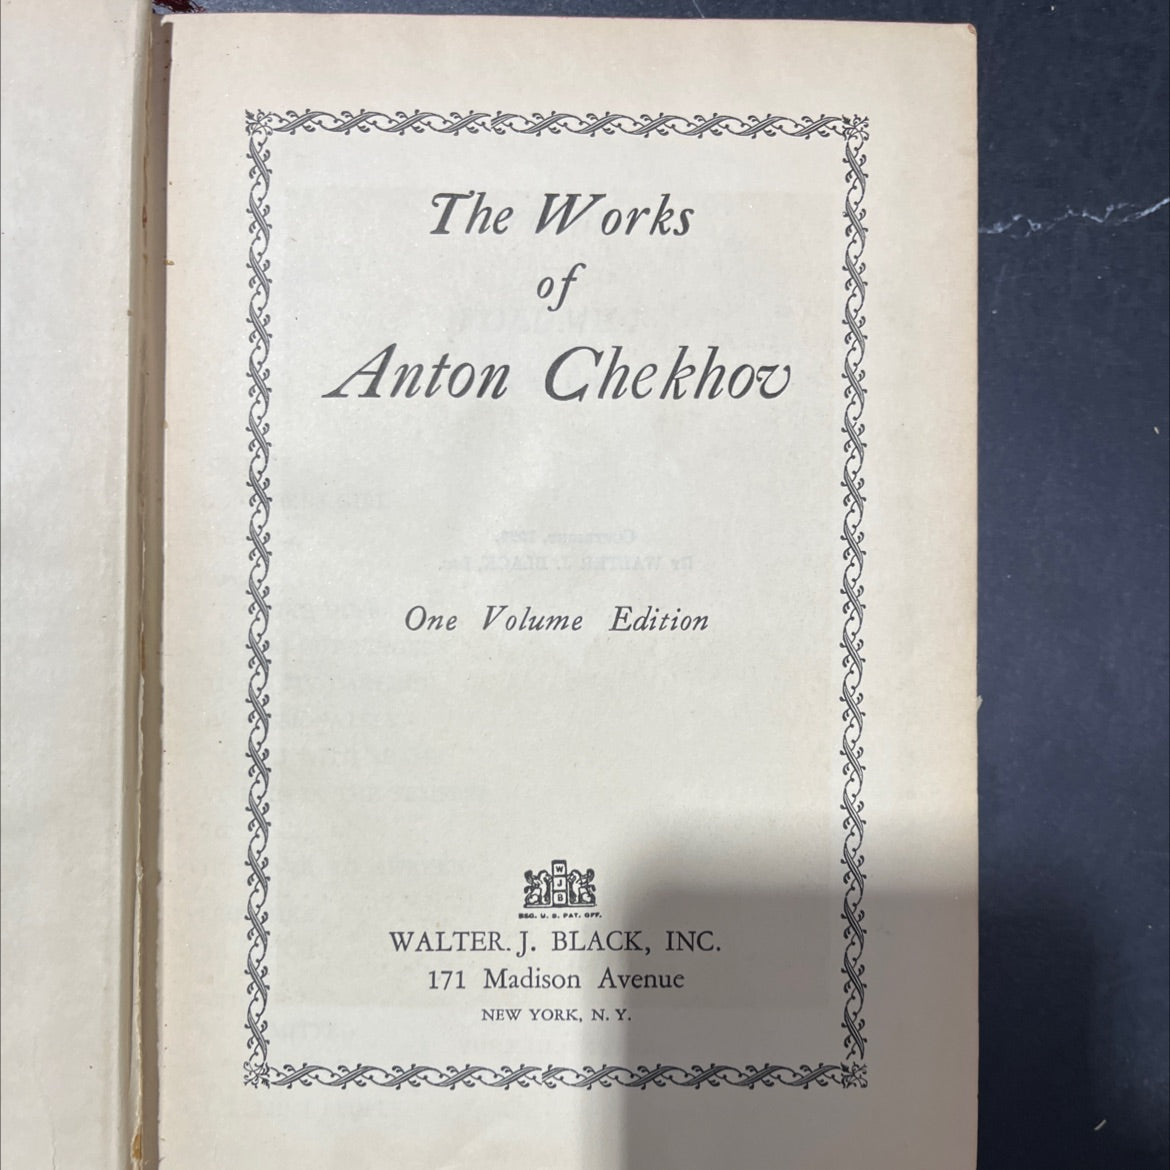 The Works
of
Anton Chekhov
One Volume Edition
W
J
B
REG. U. S. PAT. OFF.
WALTER. J. BLACK, INC.
171 Madison Avenue
NEW YORK, N. Y.